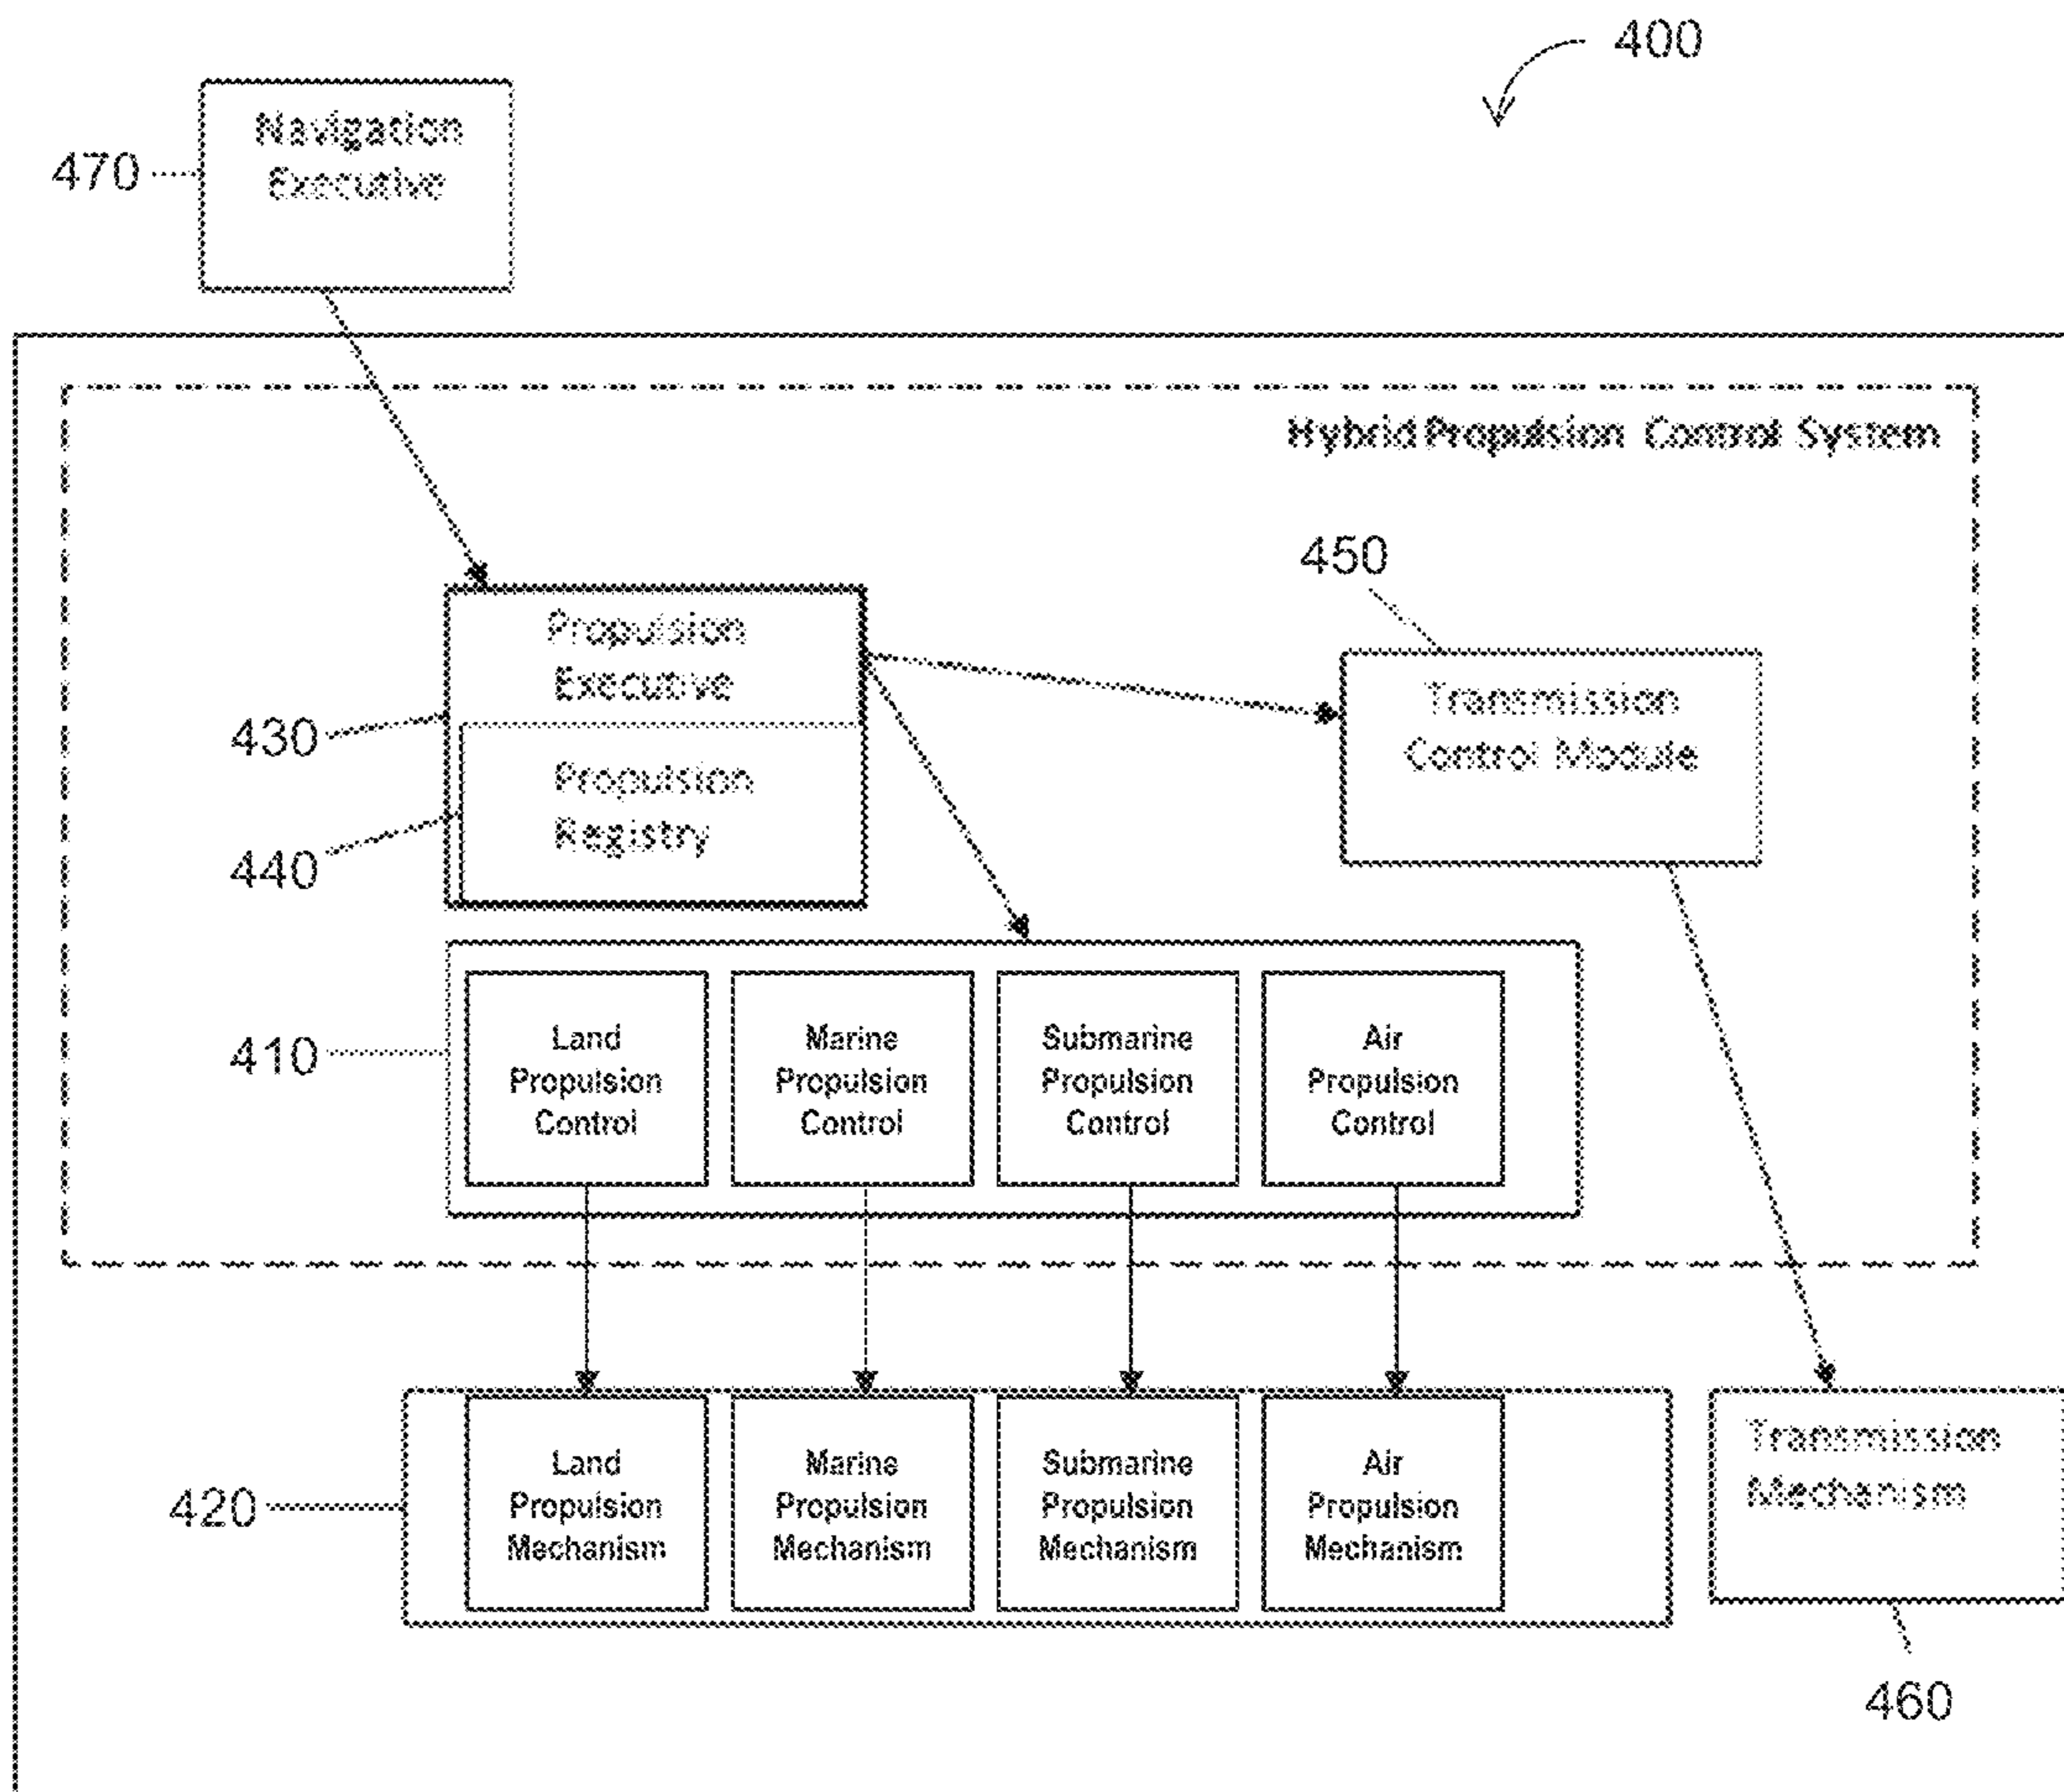 400
Navigation
Executive
470
Hybrid Propulsion Control System
450
Propulsion
Executive
430
Propulsion
Registry
440
Transmission
Control Module
410
Land
Propulsion
Control
Marine
Propulsion
Control
Submarine
Propulsion
Control
Air
Propulsion
Control
420
Land
Propulsion
Mechanism
Marine
Propulsion
Mechanism
Submarine
Propulsion
Mechanism
Air
Propulsion
Mechanism
Transmission
Mechanism
460